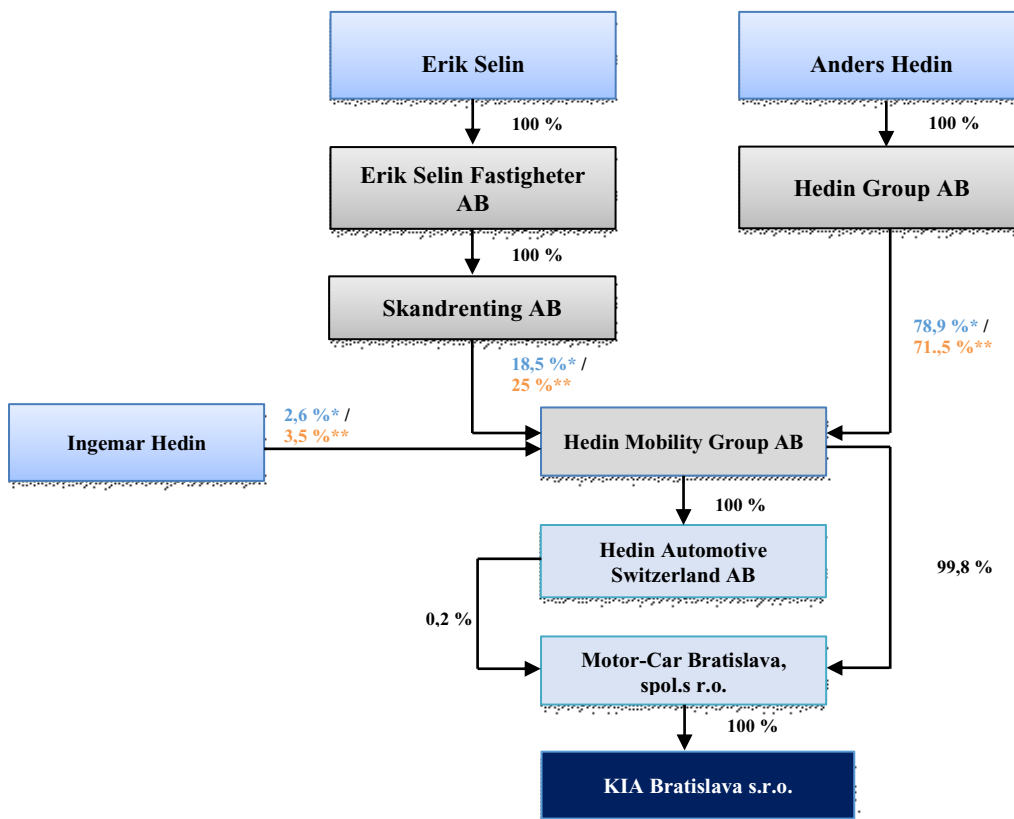 Erik Selin
Anders Hedin
100 %
100 %
Erik Selin Fastigheter
AB
Hedin Group AB
100 %
Skandrenting AB
78,9 %* /
71.,5 %**
18,5 %* /
25 %**
2,6 %* /
3,5 %**
Ingemar Hedin
Hedin Mobility Group AB
100 %
Hedin Automotive
Switzerland AB
99,8 %
0,2 %
Motor-Car Bratislava,
spol.s r.o.
100 %
KIA Bratislava s.r.o.